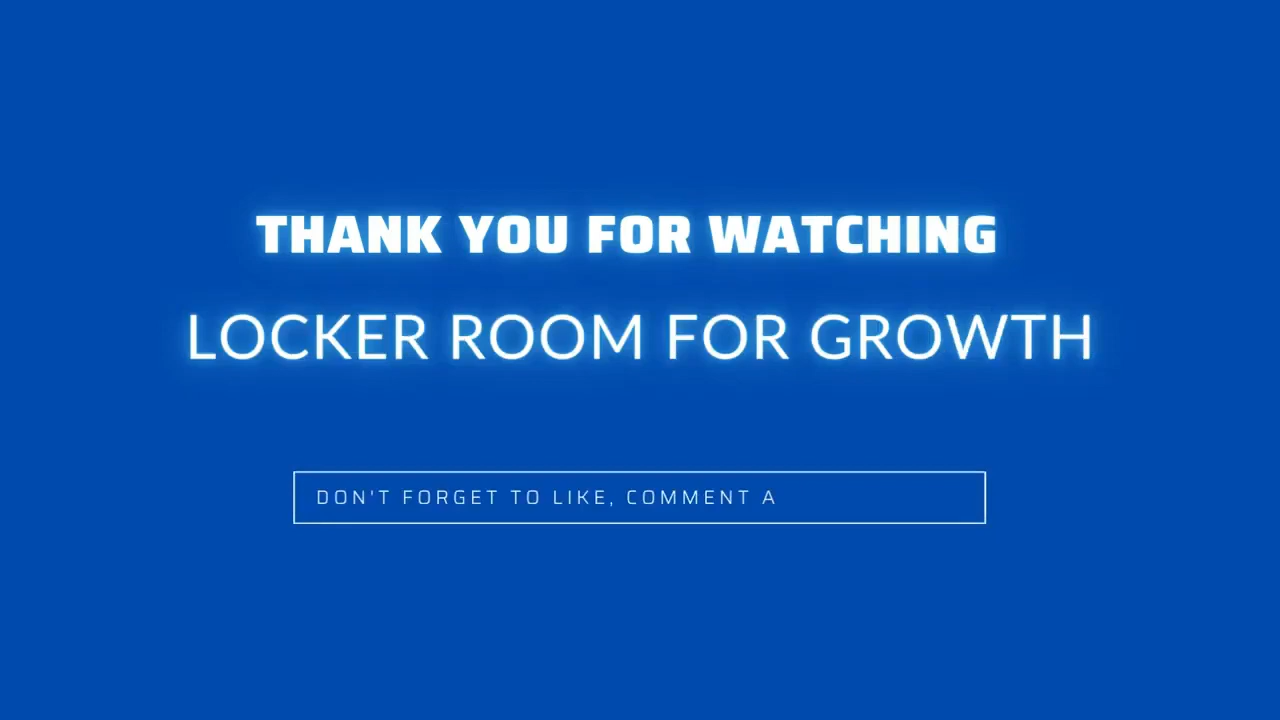 THANK YOU FOR WATCHING
LOCKER ROOM FOR GROWTH
DON'T FORGET TO LIKE, COMMENT A